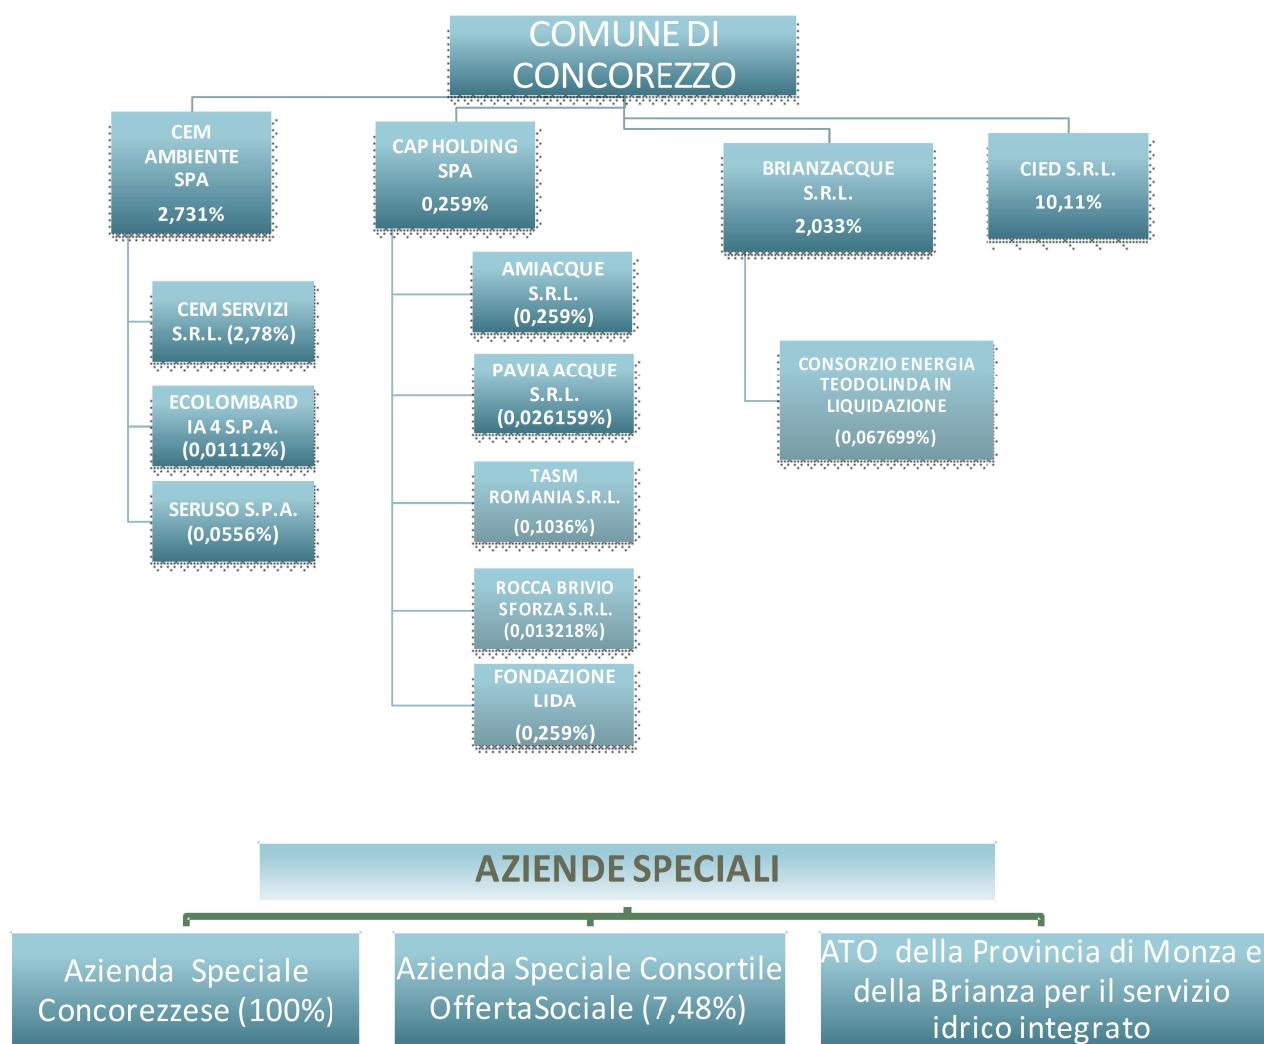 COMUNE DI
CONCOREZZO
CEM
AMBIENTE
SPA
2,731%
CAP HOLDING
SPA
0,259%
BRIANZACQUE
S.R.L.
2,033%
CIED S.R.L.
10,11%
CEM SERVIZI
S.R.L. (2,78%)
ECOLOMBARD
IA 4 S.P.A.
(0,01112%)
SERUSO S.P.A.
(0,0556%)
AMIACQUE
S.R.L.
(0,259%)
PAVIA ACQUE
S.R.L.
(0,026159%)
TASM
ROMANIA S.R.L.
(0,1036%)
ROCCA BRIVIO
SFORZA S.R.L.
(0,013218%)
FONDAZIONE
LIDA
(0,259%)
CONSORZIO ENERGIA
TEODOLINDA IN
LIQUIDAZIONE
(0,067699%)
AZIENDE SPECIALI
Azienda Speciale
Concorezzese (100%)
Azienda Speciale Consortile
OffertaSociale (7,48%)
ATO della Provincia di Monza e
della Brianza per il servizio
idrico integrato